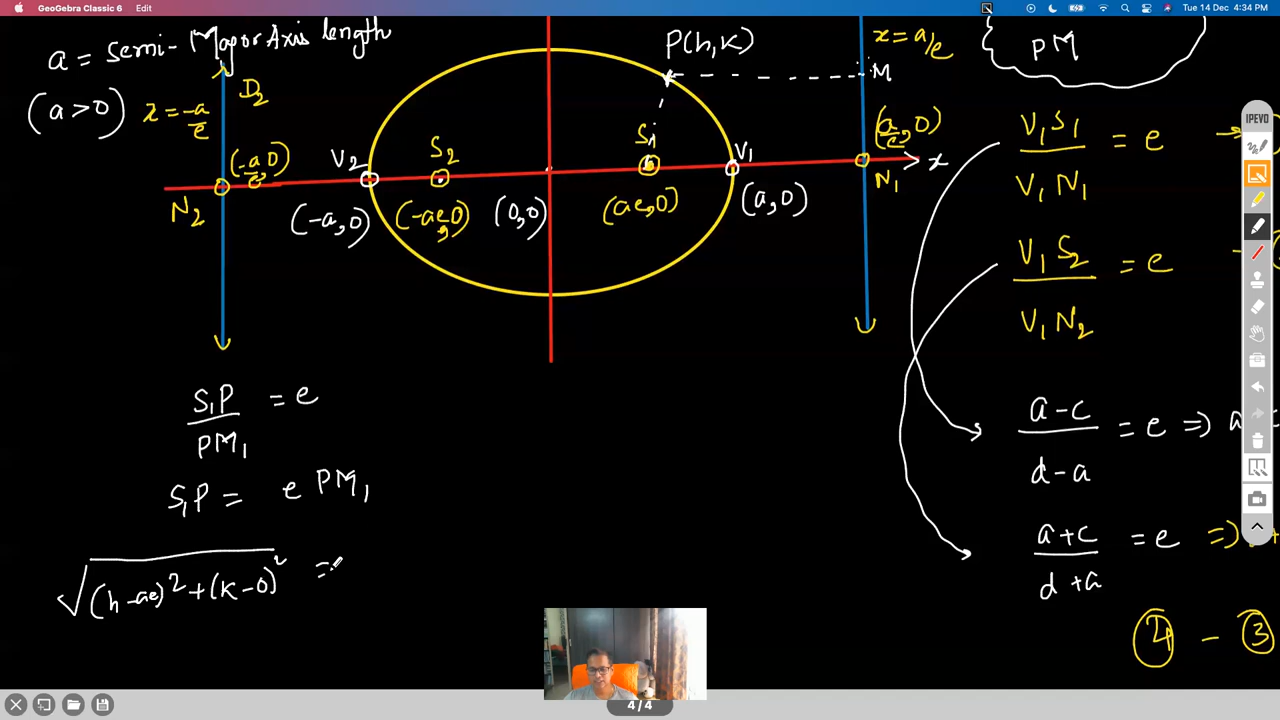 GeoGebra Classic 6 Edit Tue 14 Dec 4:34 PM
a = Semi-Major Axis length
(a>0)
x = -a/e
D2
P(h,k)
x = a/e
M
PM
(-a/e, 0)
V2
S2
S1
V1
(a/e, 0)
x
N2
(-a,0)
(-ae,0)
(0,0)
(ae,0)
(a,0)
N1
V1S1 / V1N1 = e
V1S2 / V1N2 = e
S1P / PM1 = e
S1P = e PM1
√(h-ae)²+(k-0)² =
a-c / d-a = e ⇒ a
a+c / d+a = e ⇒
④ - ③
IPEVO
4/4